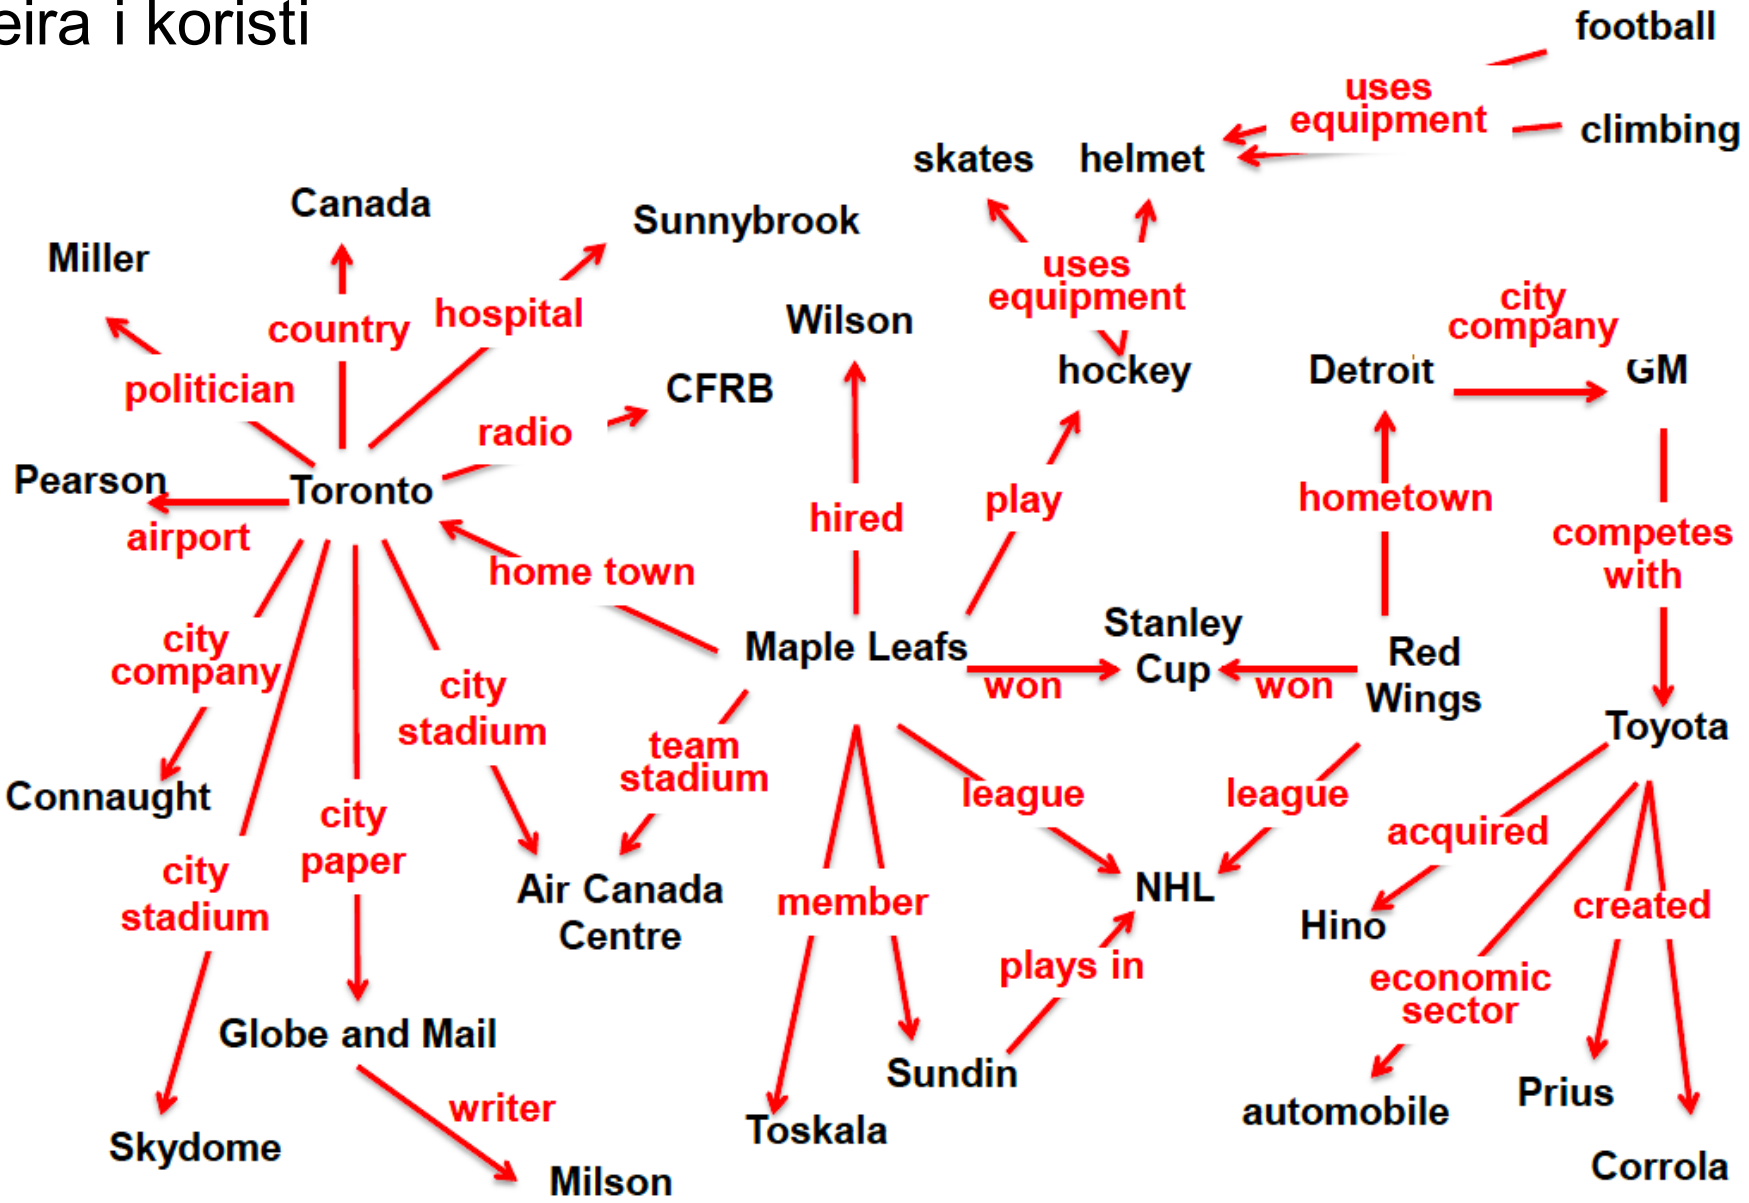 eira i koristi
football
uses
equipment
climbing
skates
helmet
Canada
Sunnybrook
Miller
uses
equipment
city
company
hospital
country
Wilson
hockey
Detroit
GM
politician
CFRB
radio
Pearson
Toronto
airport
hired
play
hometown
competes
with
home town
Maple Leafs
Stanley
Cup
won
won
Red
Wings
city
company
city
stadium
team
stadium
Toyota
Connaught
city
paper
league
league
acquired
city
stadium
Air Canada
Centre
member
NHL
Hino
created
plays in
economic
sector
Globe and Mail
Sundin
Prius
automobile
writer
Toskala
Skydome
Milson
Corrola